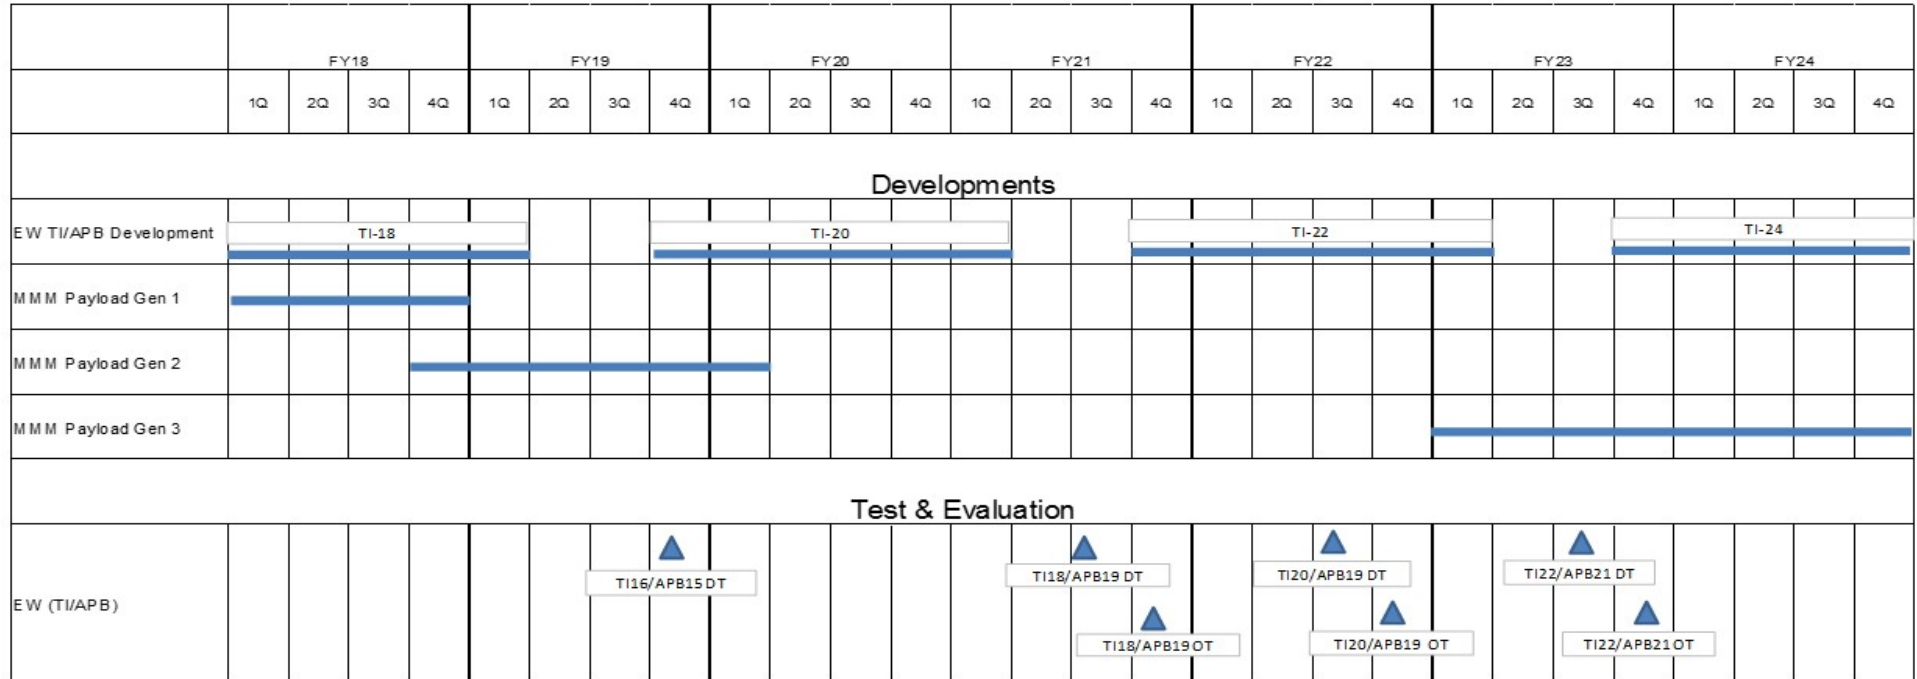 FY18 FY19 FY20 FY21 FY22 FY23 FY24
1Q 2Q 3Q 4Q 1Q 2Q 3Q 4Q 1Q 2Q 3Q 4Q 1Q 2Q 3Q 4Q 1Q 2Q 3Q 4Q 1Q 2Q 3Q 4Q 1Q 2Q 3Q 4Q
Developments
EW TI/APB Development TI-18 TI-20 TI-22 TI-24
MMM Payload Gen 1
MMM Payload Gen 2
MMM Payload Gen 3
Test & Evaluation
TI16/APB15 DT TI18/APB19 DT TI20/APB19 DT TI22/APB21 DT
EW (TI/APB)
TI18/APB19 OT TI20/APB19 OT TI22/APB21 OT